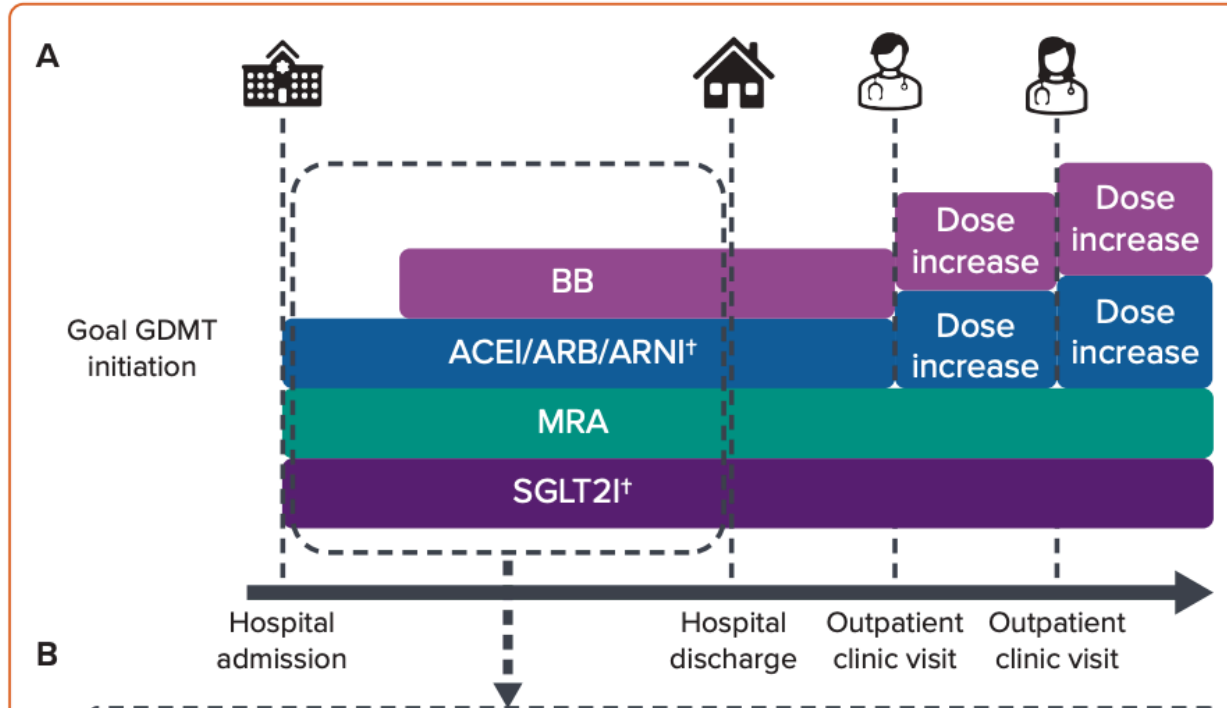 A
Dose
increase
Dose
increase
BB
Dose
increase
Dose
increase
Goal GDMT
initiation
ACEI/ARB/ARNI†
MRA
SGLT2I†
Hospital
admission
Hospital
discharge
Outpatient
clinic visit
Outpatient
clinic visit
B